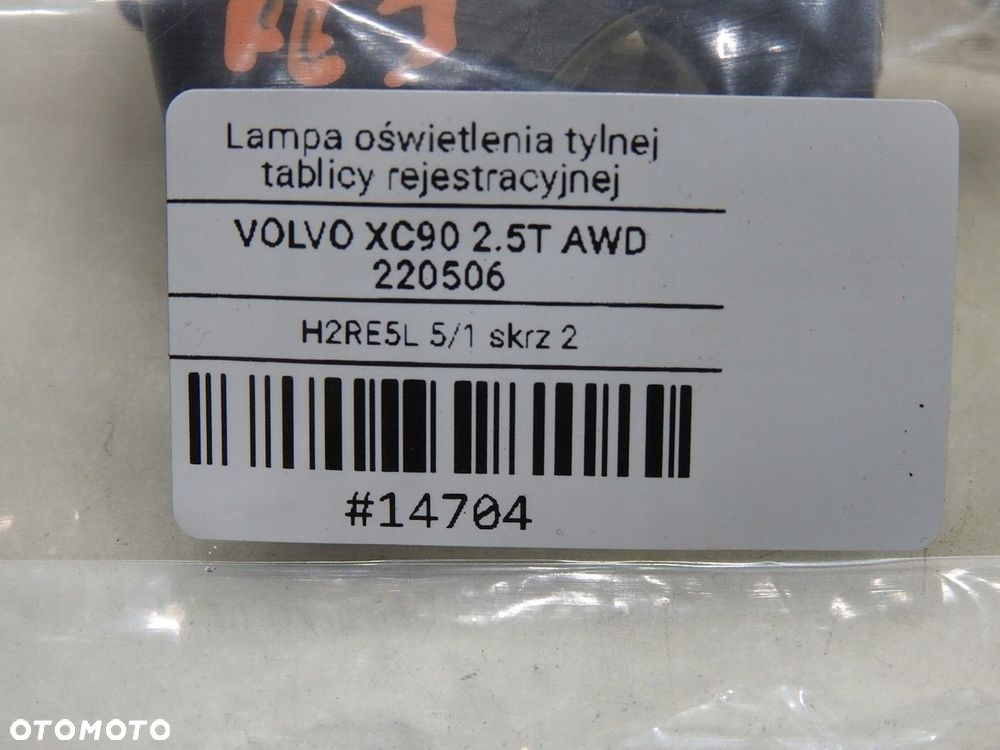 Lampa oświetlenia tylnej
tablicy rejestracyjnej
VOLVO XC90 2.5T AWD
220506
H2RE5L 5/1 skrz 2
#14704
OTOMOTO